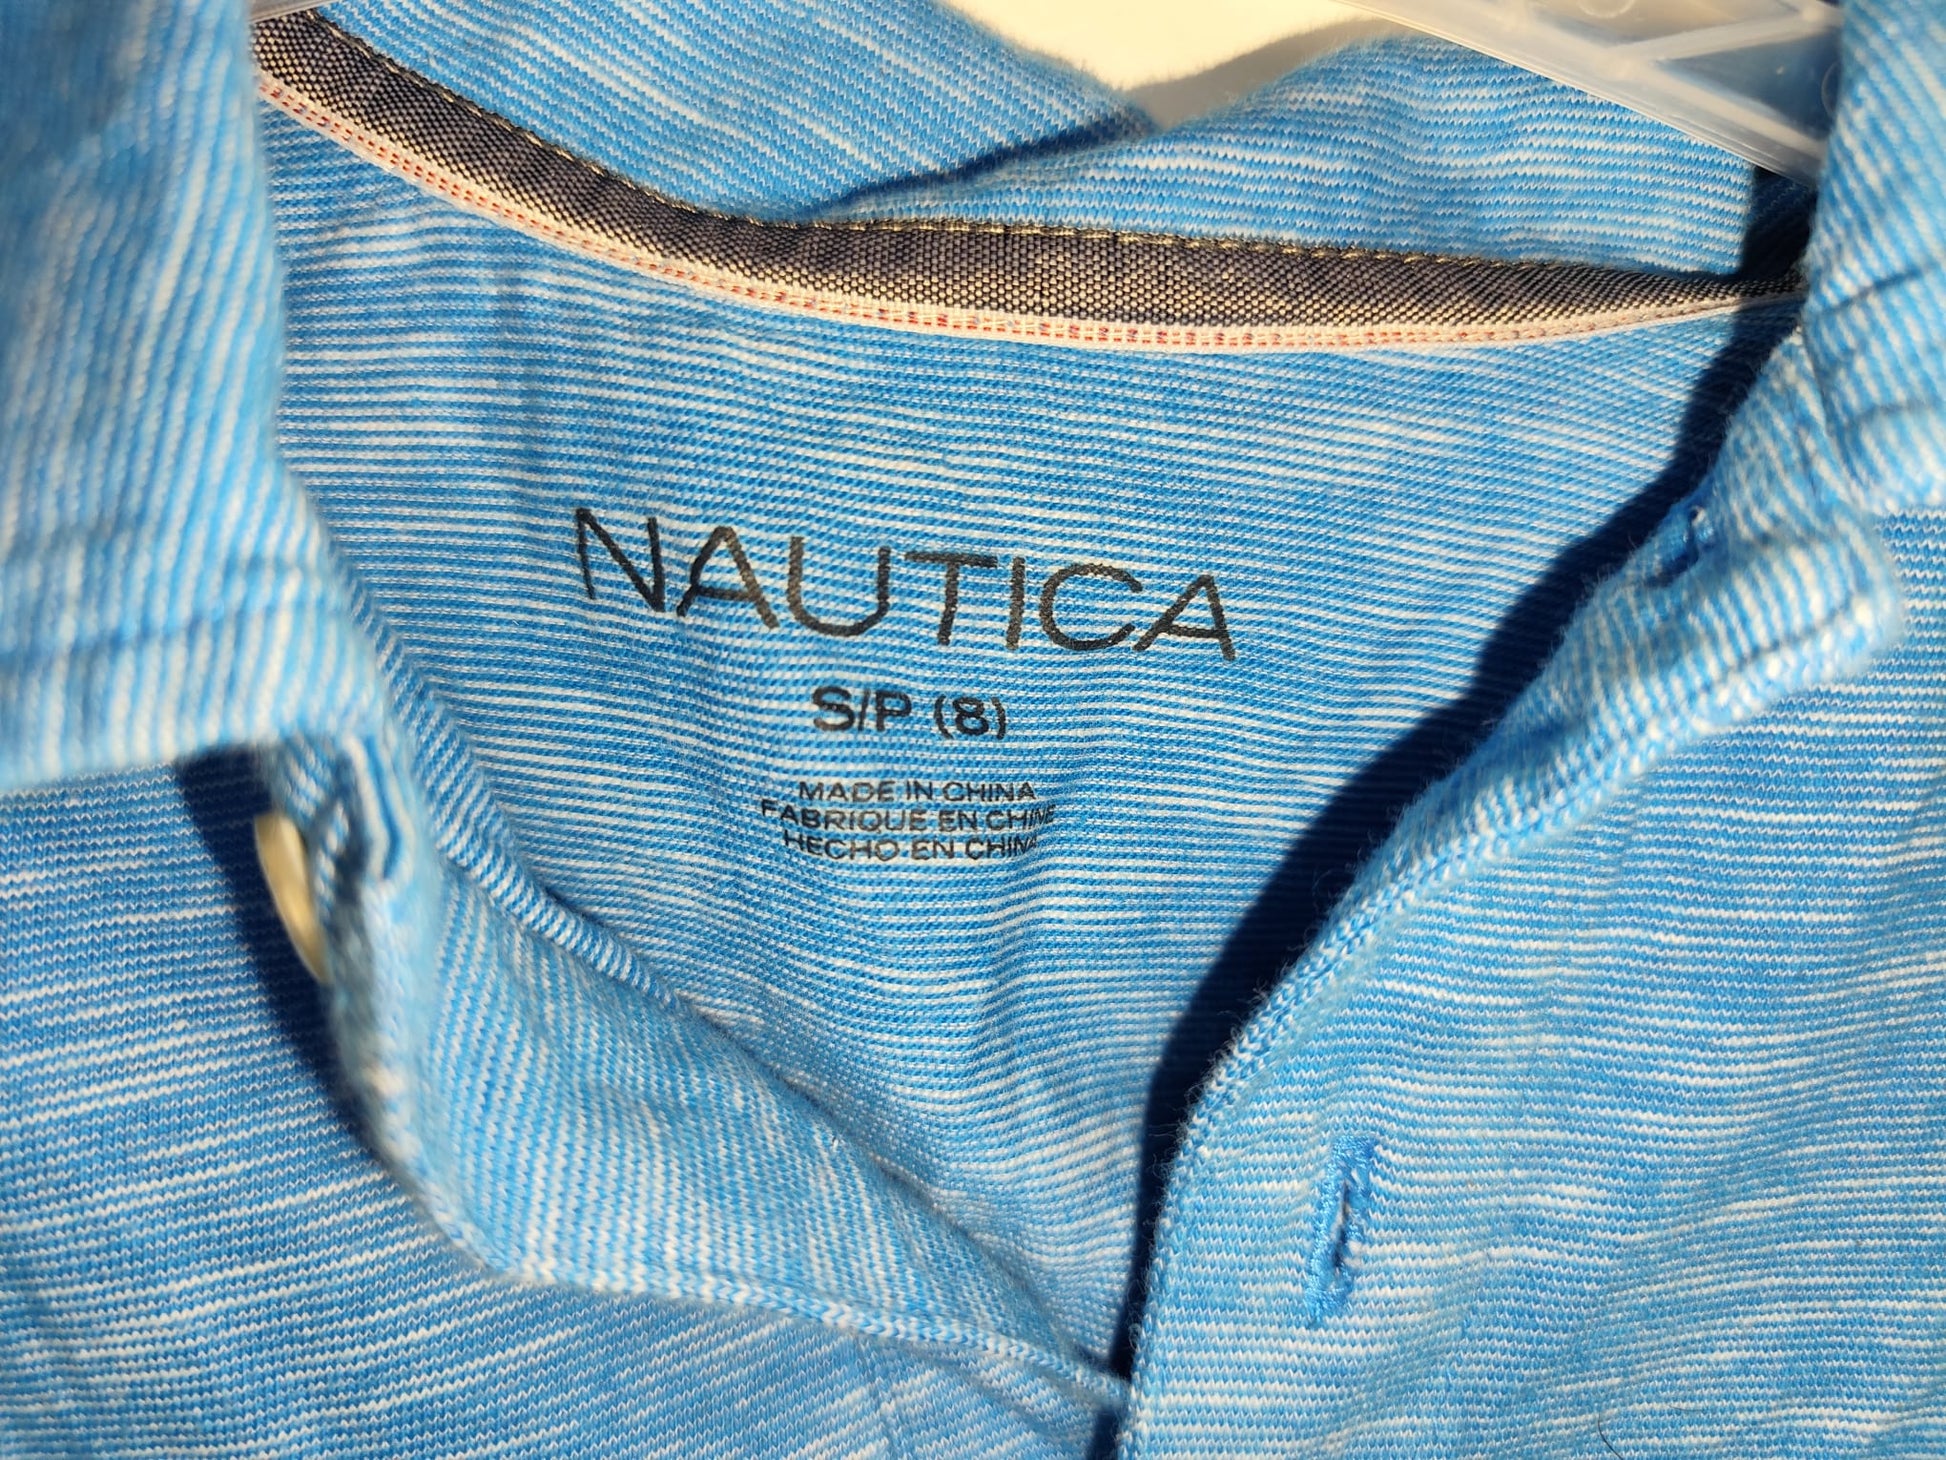 NAUTICA
S/P (8)
MADE IN CHINA
FABRIQUE EN CHINE
HECHO EN CHINA